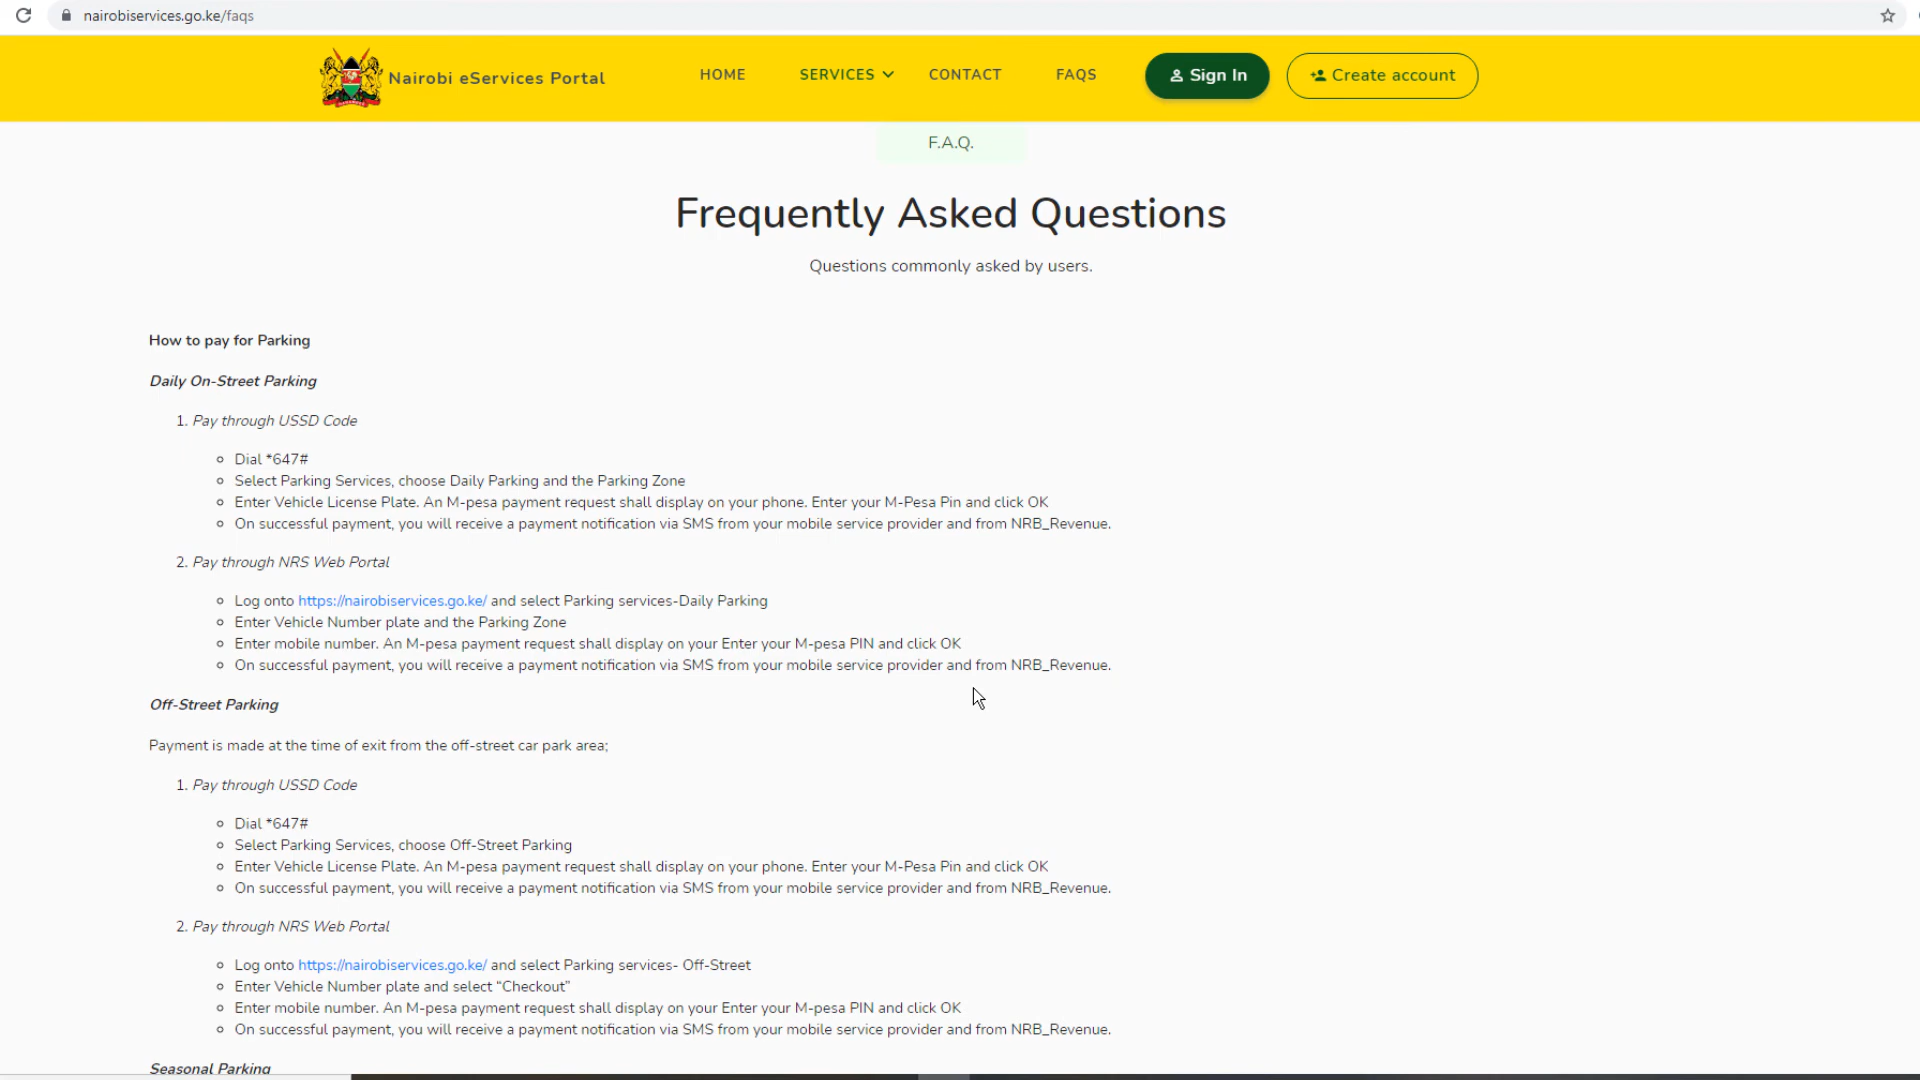 nairobiservices.go.ke/faqs
Nairobi eServices Portal
HOME
SERVICES
CONTACT
FAQS
Sign In
Create account
F.A.Q.
Frequently Asked Questions
Questions commonly asked by users.
How to pay for Parking
Daily On-Street Parking
1. Pay through USSD Code
Dial *647#
Select Parking Services, choose Daily Parking and the Parking Zone
Enter Vehicle License Plate. An M-pesa payment request shall display on your phone. Enter your M-Pesa Pin and click OK
On successful payment, you will receive a payment notification via SMS from your mobile service provider and from NRB_Revenue.
2. Pay through NRS Web Portal
Log onto https://nairobiservices.go.ke/ and select Parking services-Daily Parking
Enter Vehicle Number plate and the Parking Zone
Enter mobile number. An M-pesa payment request shall display on your Enter your M-pesa PIN and click OK
On successful payment, you will receive a payment notification via SMS from your mobile service provider and from NRB_Revenue.
Off-Street Parking
Payment is made at the time of exit from the off-street car park area;
1. Pay through USSD Code
Dial *647#
Select Parking Services, choose Off-Street Parking
Enter Vehicle License Plate. An M-pesa payment request shall display on your phone. Enter your M-Pesa Pin and click OK
On successful payment, you will receive a payment notification via SMS from your mobile service provider and from NRB_Revenue.
2. Pay through NRS Web Portal
Log onto https://nairobiservices.go.ke/ and select Parking services- Off-Street
Enter Vehicle Number plate and select “Checkout”
Enter mobile number. An M-pesa payment request shall display on your Enter your M-pesa PIN and click OK
On successful payment, you will receive a payment notification via SMS from your mobile service provider and from NRB_Revenue.
Seasonal Parking